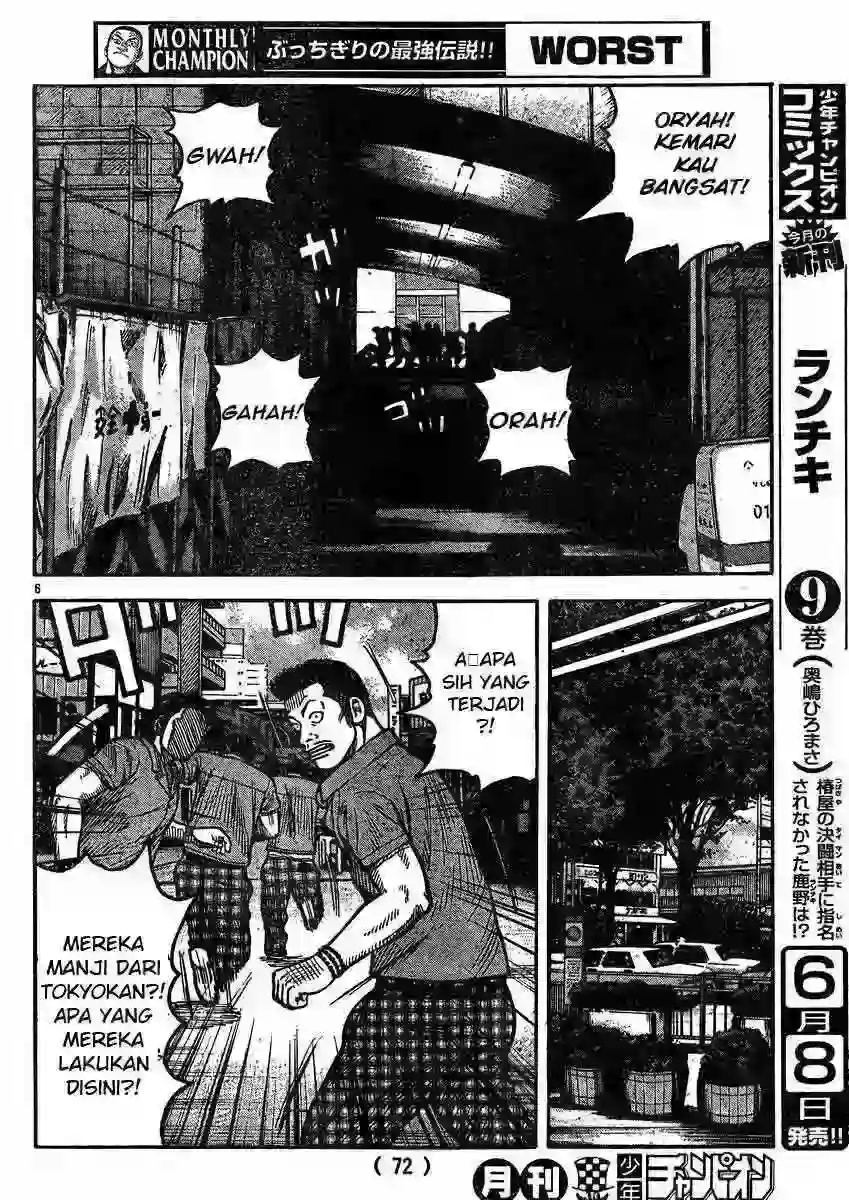 MONTHLY
CHAMPION
ぶっちぎりの最強伝説!!
WORST
ORYAH!
KEMARI
KAU
BANGSAT!
GWAH!
ガッ
GAHAH!
ゴッ
ORAH!
01
6
A□APA
SIH YANG
TERJADI
?!
MEREKA
MANJI DARI
TOKYOKAN?!
APA YANG
MEREKA
LAKUKAN
DISINI?!
少年チャンピオン
コミックス
今月の
新刊
ランチキ
9
巻
(奥嶋ひろまさ)
椿屋の決闘相手に指名
されなかった鹿野は!?
6
月
8
日
発売!!
( 72 )
月刊
少年
チャンピオン